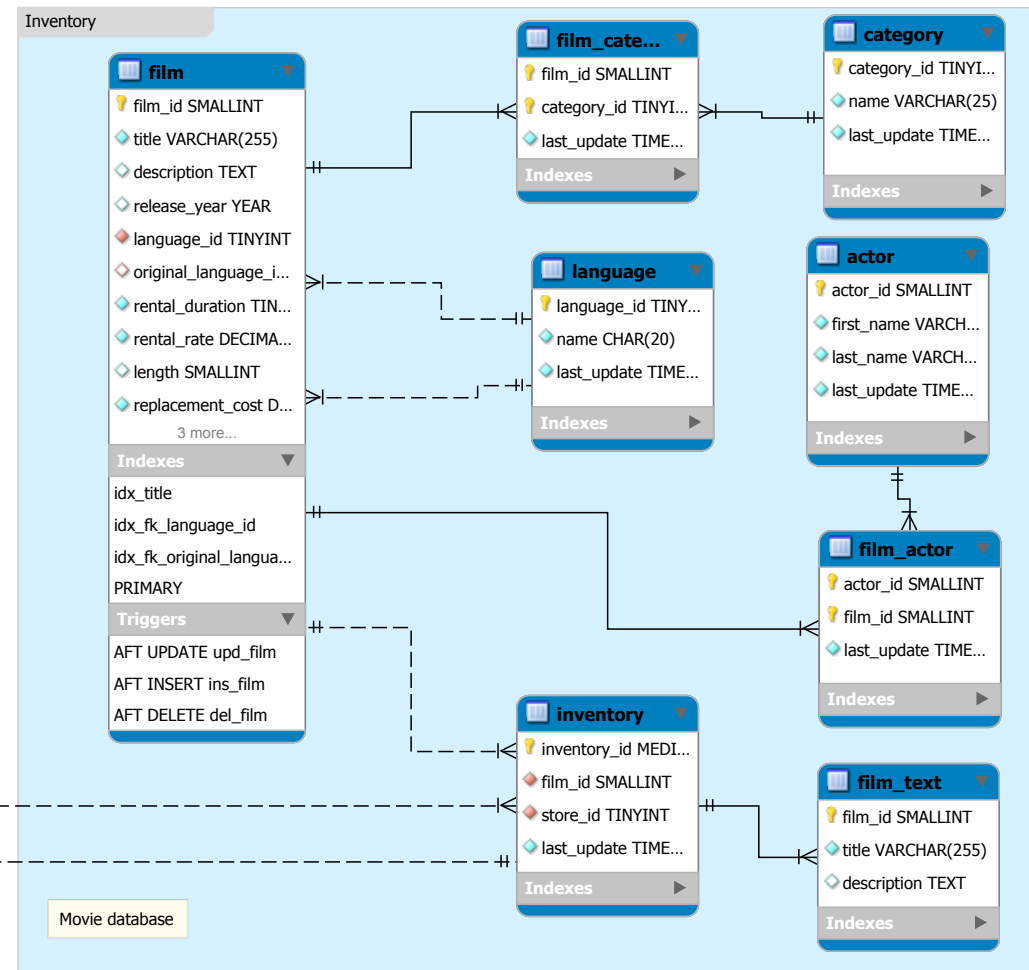 Inventory
film
film_id SMALLINT
title VARCHAR(255)
description TEXT
release_year YEAR
language_id TINYINT
original_language_i...
rental_duration TIN...
rental_rate DECIMA...
length SMALLINT
replacement_cost D...
3 more...
Indexes
idx_title
idx_fk_language_id
idx_fk_original_langua...
PRIMARY
Triggers
AFT UPDATE upd_film
AFT INSERT ins_film
AFT DELETE del_film
film_cate...
film_id SMALLINT
category_id TINYI...
last_update TIME...
Indexes
category
category_id TINYI...
name VARCHAR(25)
last_update TIME...
Indexes
language
language_id TINY...
name CHAR(20)
last_update TIME...
Indexes
actor
actor_id SMALLINT
first_name VARCH...
last_name VARCH...
last_update TIME...
Indexes
film_actor
actor_id SMALLINT
film_id SMALLINT
last_update TIME...
Indexes
inventory
inventory_id MEDI...
film_id SMALLINT
store_id TINYINT
last_update TIME...
Indexes
film_text
film_id SMALLINT
title VARCHAR(255)
description TEXT
Indexes
Movie database